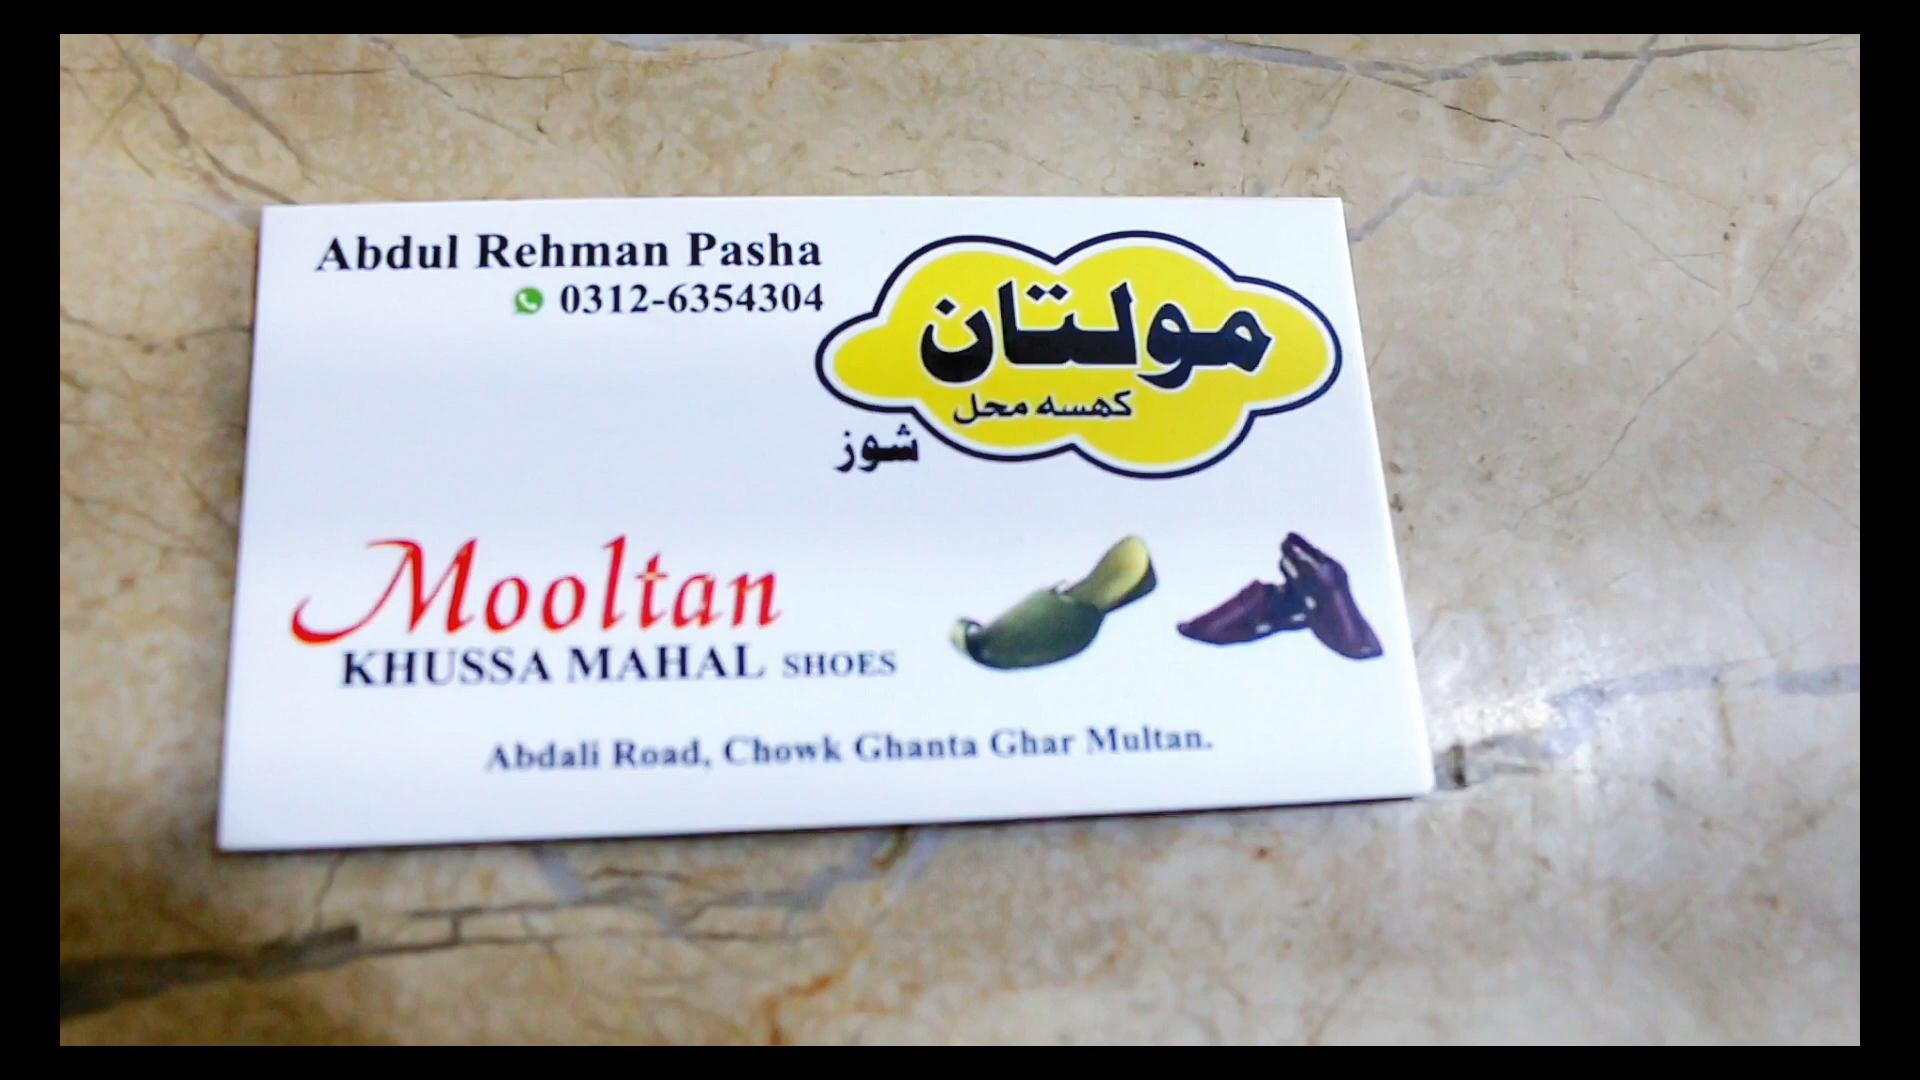 Abdul Rehman Pasha
0312-6354304
مولتان
کھسہ محل
شوز
Mooltan
KHUSSA MAHAL SHOES
Abdali Road, Chowk Ghanta Ghar Multan.